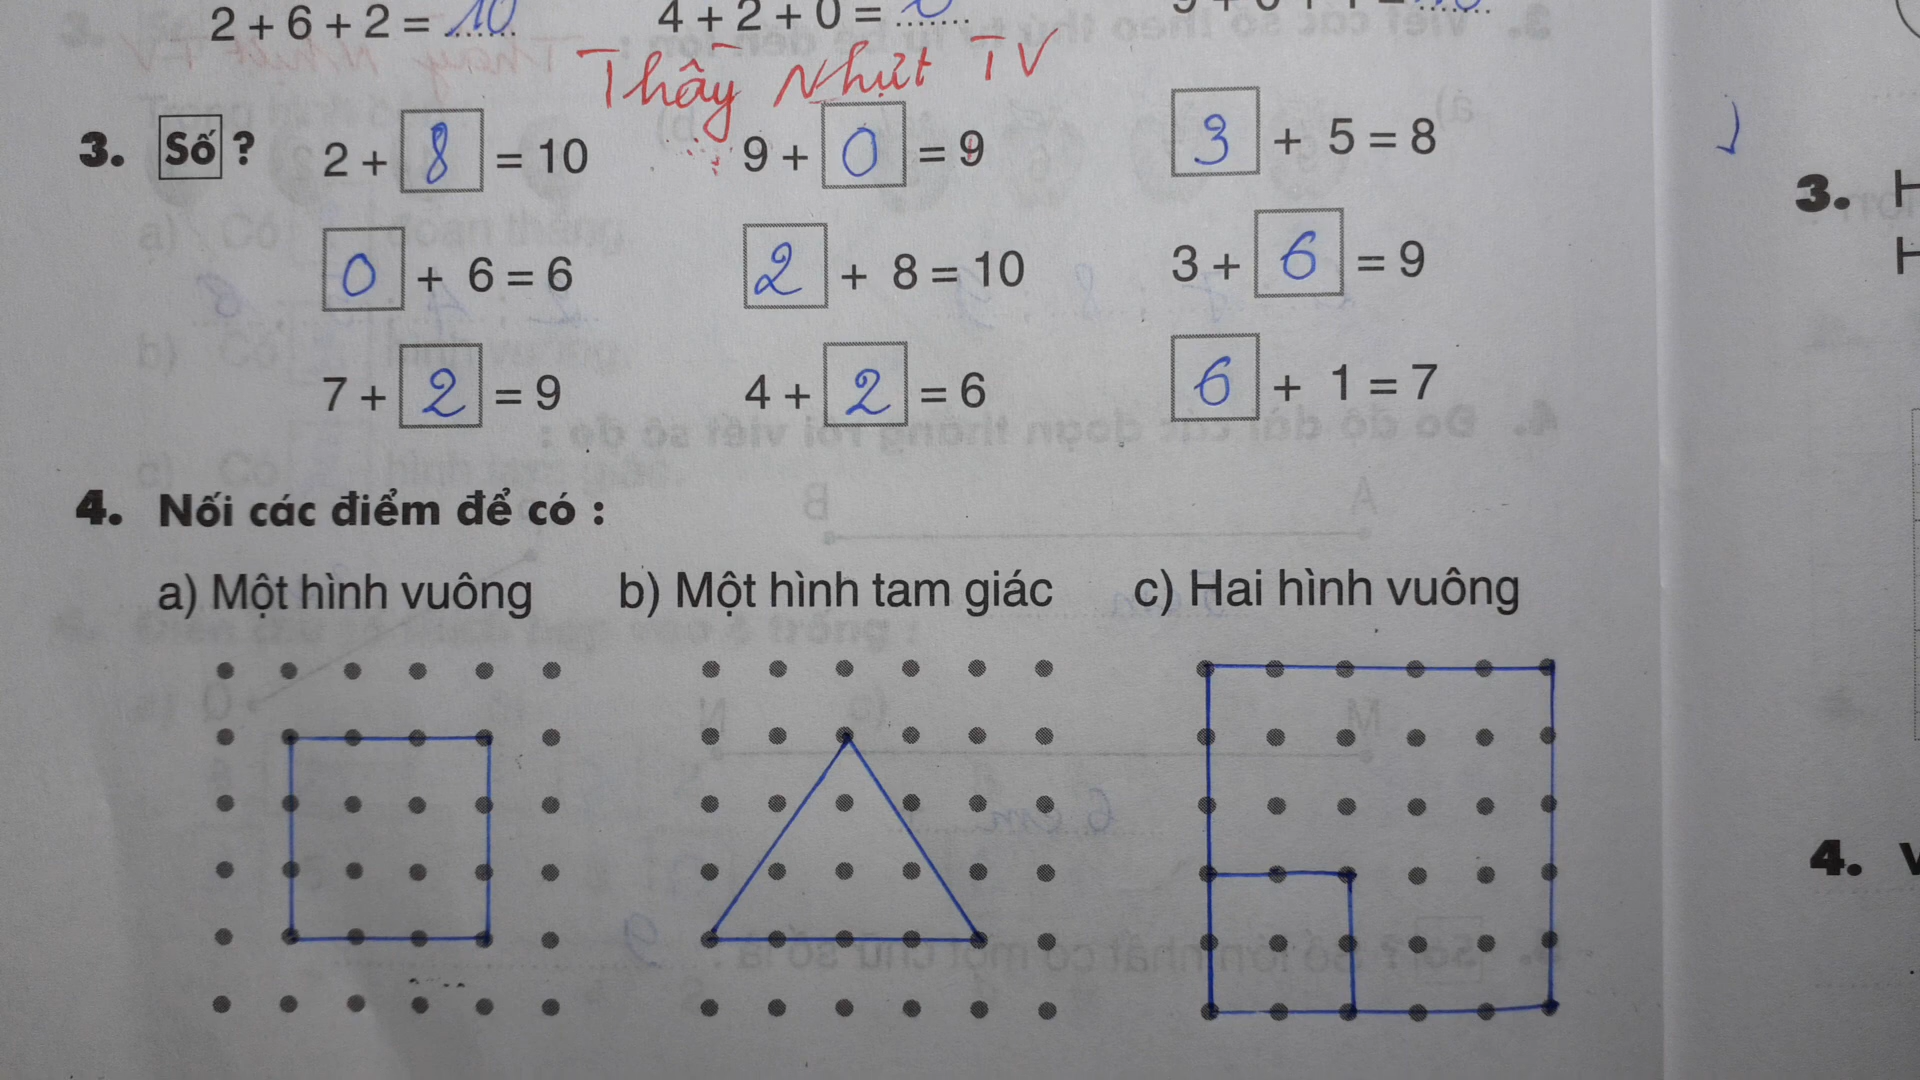 2 + 6 + 2 = 10 4 + 2 + 0 =
Thầy Nhựt TV
3. Số ? 2 + 8 = 10 9 + 0 = 9 3 + 5 = 8
0 + 6 = 6 2 + 8 = 10 3 + 6 = 9
7 + 2 = 9 4 + 2 = 6 6 + 1 = 7
4. Nối các điểm để có :
a) Một hình vuông b) Một hình tam giác c) Hai hình vuông
3.
4.